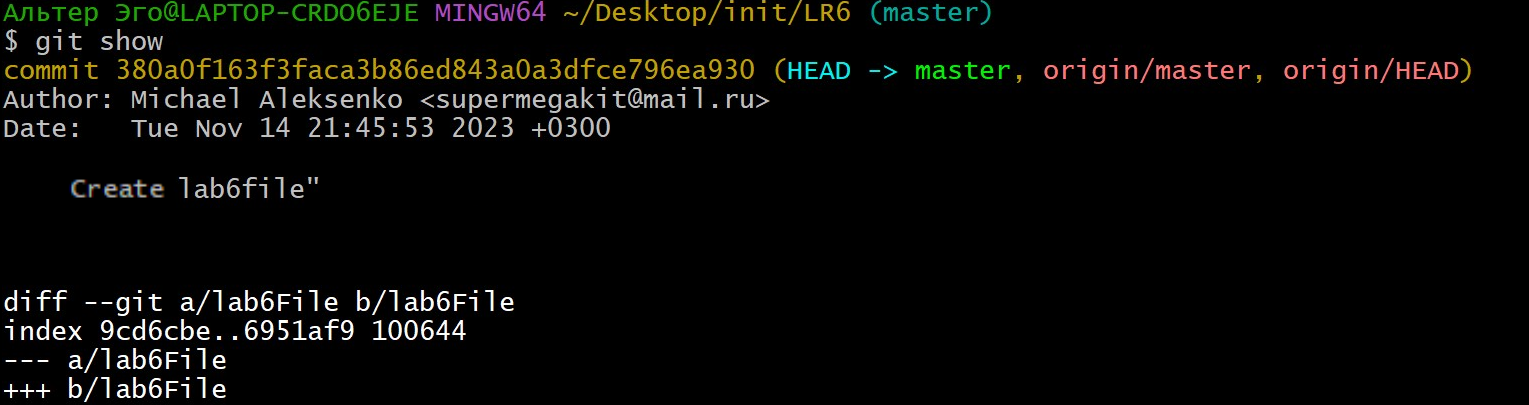 Альтер Эго@LAPTOP-CRDO6EJE MINGW64 ~/Desktop/init/LR6 (master)
$ git show
commit 380a0f163f3faca3b86ed843a0a3dfce796ea930 (HEAD -> master, origin/master, origin/HEAD)
Author: Michael Aleksenko <supermegakit@mail.ru>
Date:   Tue Nov 14 21:45:53 2023 +0300
Create lab6file"
diff --git a/lab6File b/lab6File
index 9cd6cbe..6951af9 100644
--- a/lab6File
+++ b/lab6File